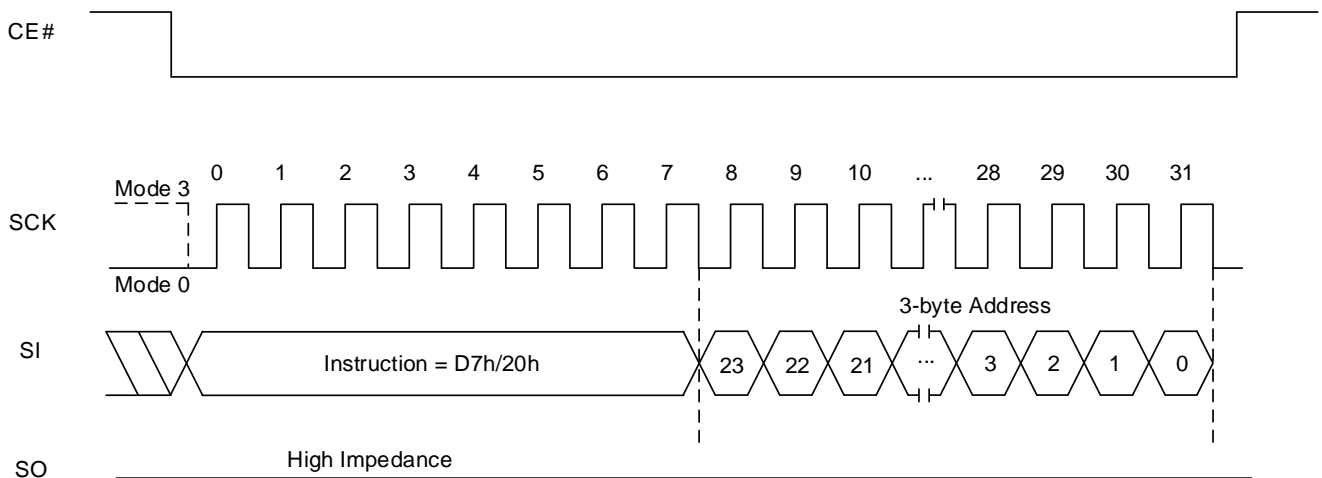 CE#
0 1 2 3 4 5 6 7 8 9 10 ... 28 29 30 31
Mode 3
SCK
Mode 0
3-byte Address
SI
Instruction = D7h/20h 23 22 21 ... 3 2 1 0
High Impedance
SO